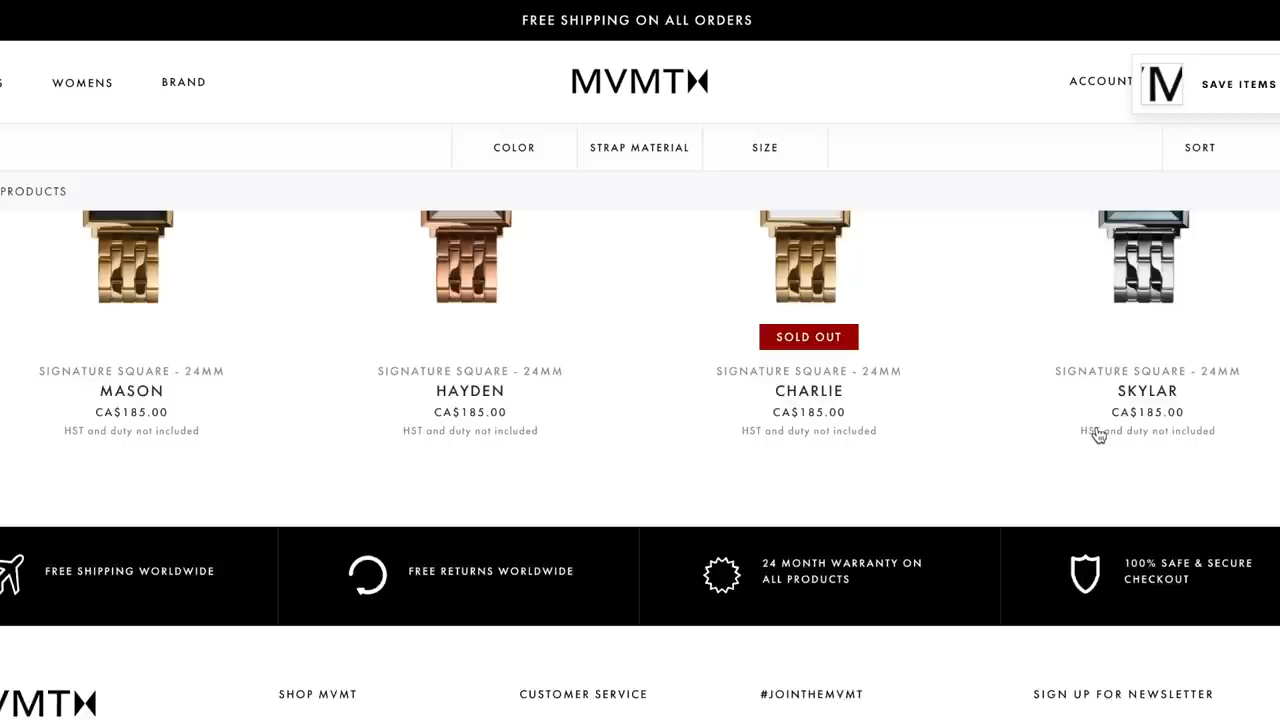 FREE SHIPPING ON ALL ORDERS
S WOMENS BRAND MVMT ACCOUNT M SAVE ITEMS
COLOR STRAP MATERIAL SIZE SORT
PRODUCTS
SOLD OUT
SIGNATURE SQUARE - 24MM SIGNATURE SQUARE - 24MM SIGNATURE SQUARE - 24MM SIGNATURE SQUARE - 24MM
MASON HAYDEN CHARLIE SKYLAR
CA$185.00 CA$185.00 CA$185.00 CA$185.00
HST and duty not included HST and duty not included HST and duty not included HST and duty not included
FREE SHIPPING WORLDWIDE FREE RETURNS WORLDWIDE
24 MONTH WARRANTY ON
ALL PRODUCTS
100% SAFE & SECURE
CHECKOUT
MVMT SHOP MVMT CUSTOMER SERVICE #JOINTHEMVMT SIGN UP FOR NEWSLETTER